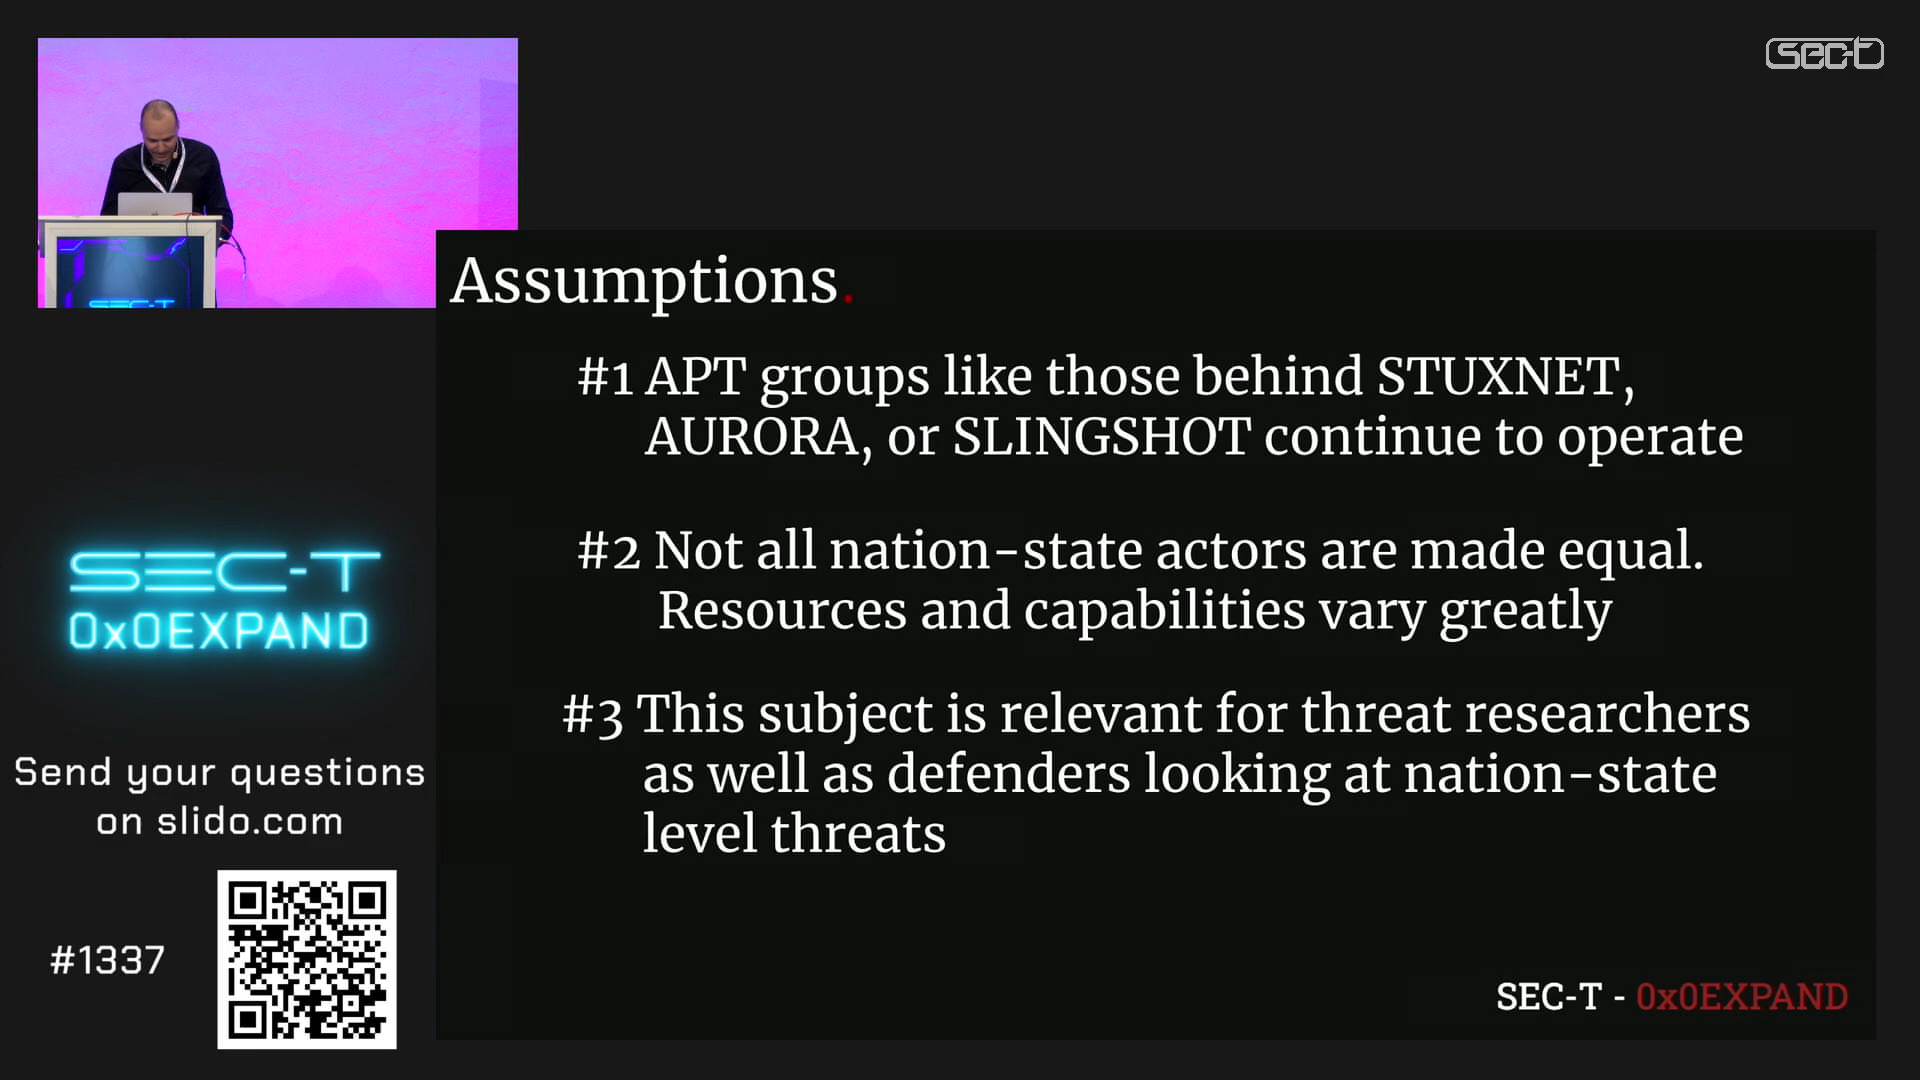 sec-t
SEC-T
Assumptions.
#1 APT groups like those behind STUXNET,
AURORA, or SLINGSHOT continue to operate
#2 Not all nation-state actors are made equal.
Resources and capabilities vary greatly
#3 This subject is relevant for threat researchers
as well as defenders looking at nation-state
level threats
SEC-T - 0x0EXPAND
SEC-T
0x0EXPAND
Send your questions
on slido.com
#1337